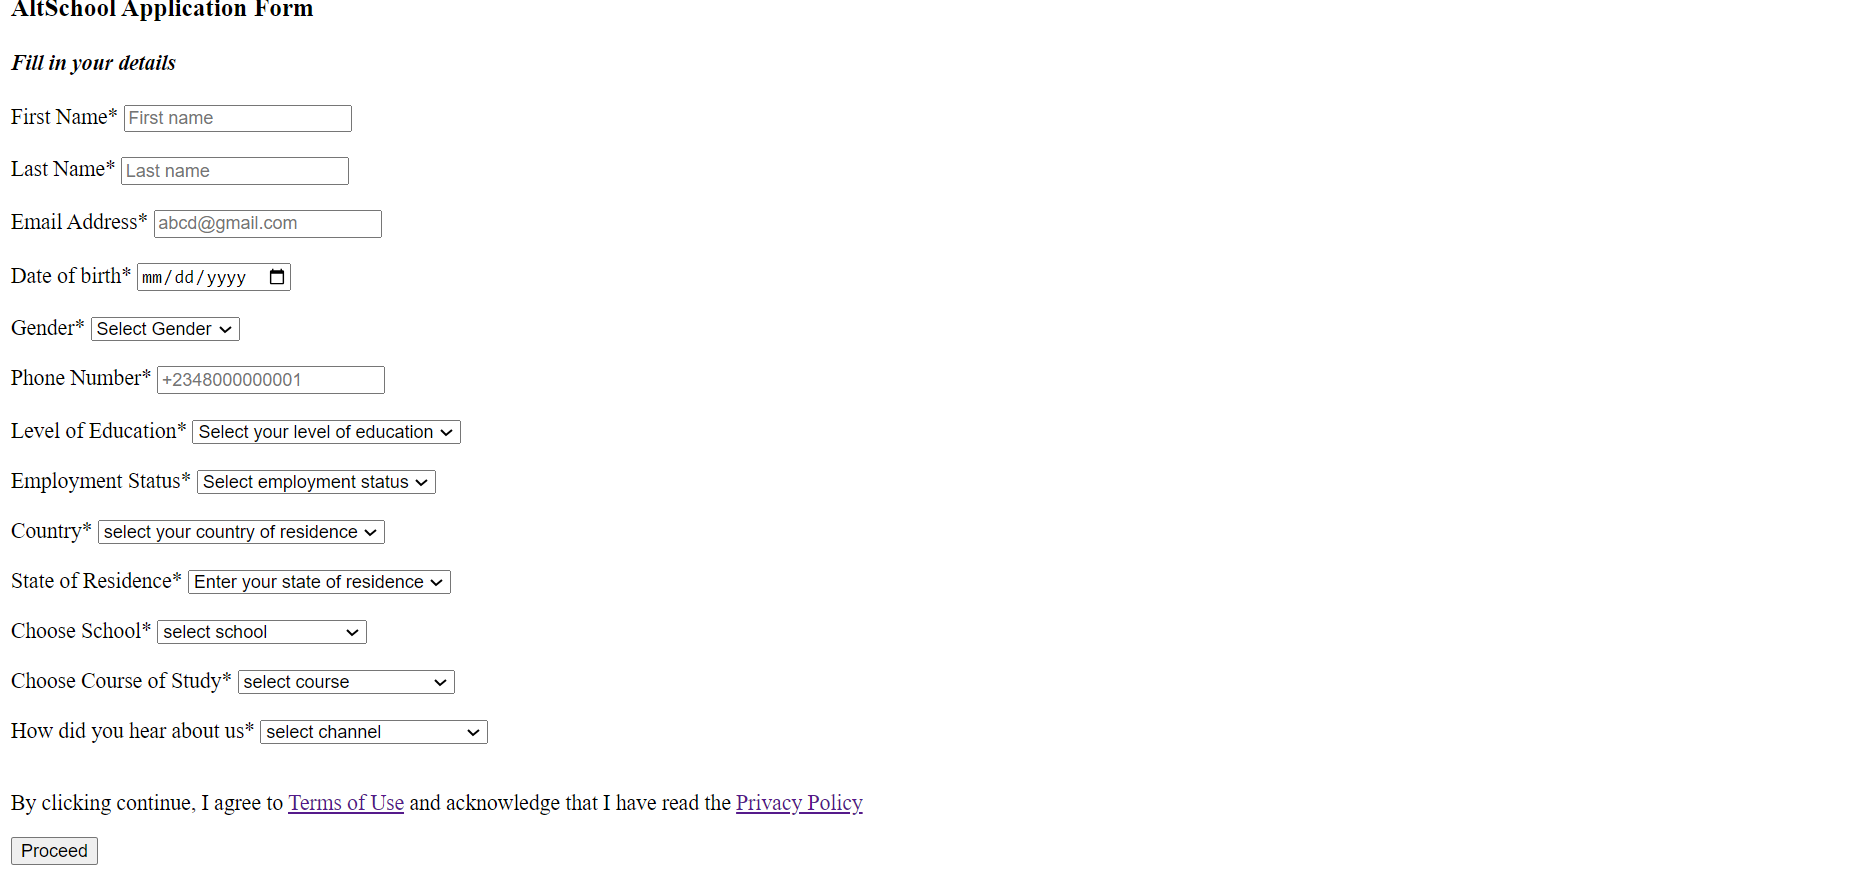 AltSchool Application Form
Fill in your details
First Name* First name
Last Name* Last name
Email Address* abcd@gmail.com
Date of birth* mm/dd/yyyy
Gender* Select Gender
Phone Number* +2348000000001
Level of Education* Select your level of education
Employment Status* Select employment status
Country* select your country of residence
State of Residence* Enter your state of residence
Choose School* select school
Choose Course of Study* select course
How did you hear about us* select channel
By clicking continue, I agree to Terms of Use and acknowledge that I have read the Privacy Policy
Proceed